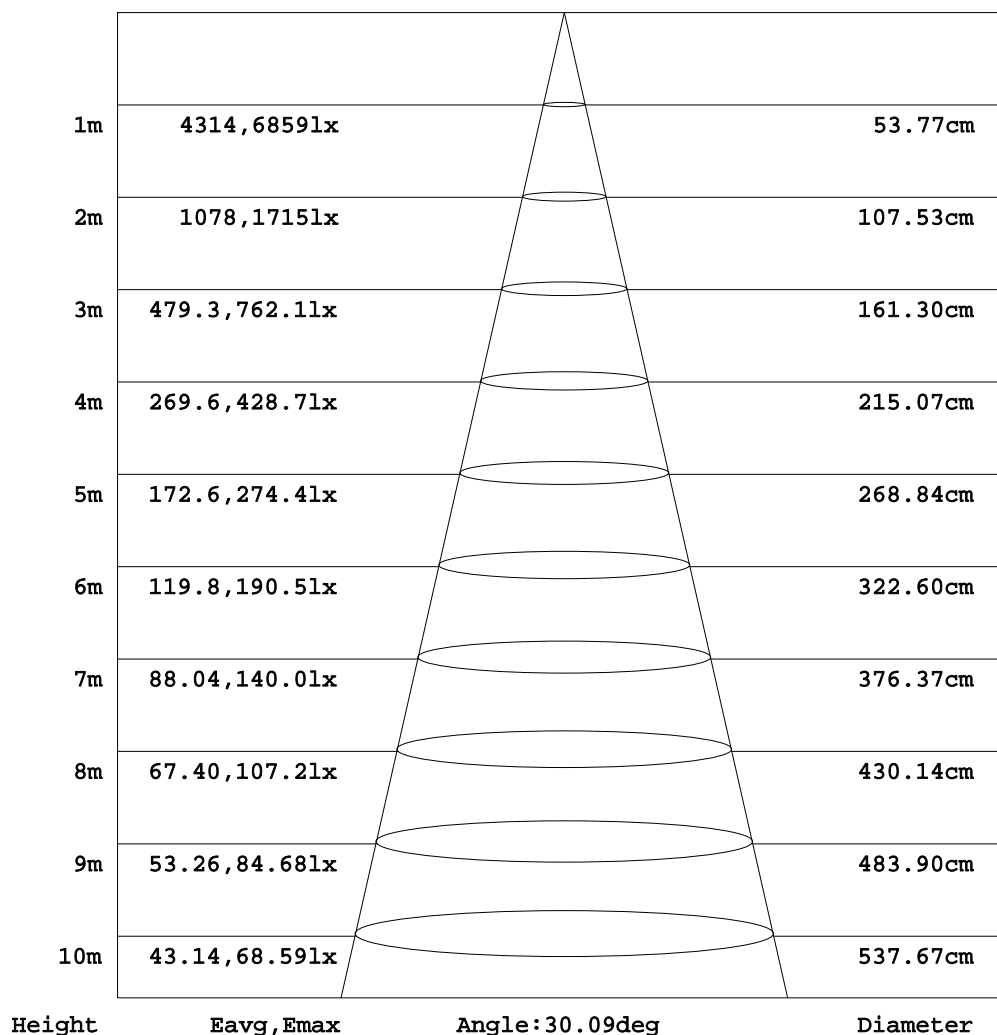 1m 4314,6859lx 53.77cm
2m 1078,1715lx 107.53cm
3m 479.3,762.1lx 161.30cm
4m 269.6,428.7lx 215.07cm
5m 172.6,274.4lx 268.84cm
6m 119.8,190.5lx 322.60cm
7m 88.04,140.0lx 376.37cm
8m 67.40,107.2lx 430.14cm
9m 53.26,84.68lx 483.90cm
10m 43.14,68.59lx 537.67cm
Height Eavg,Emax Angle:30.09deg Diameter